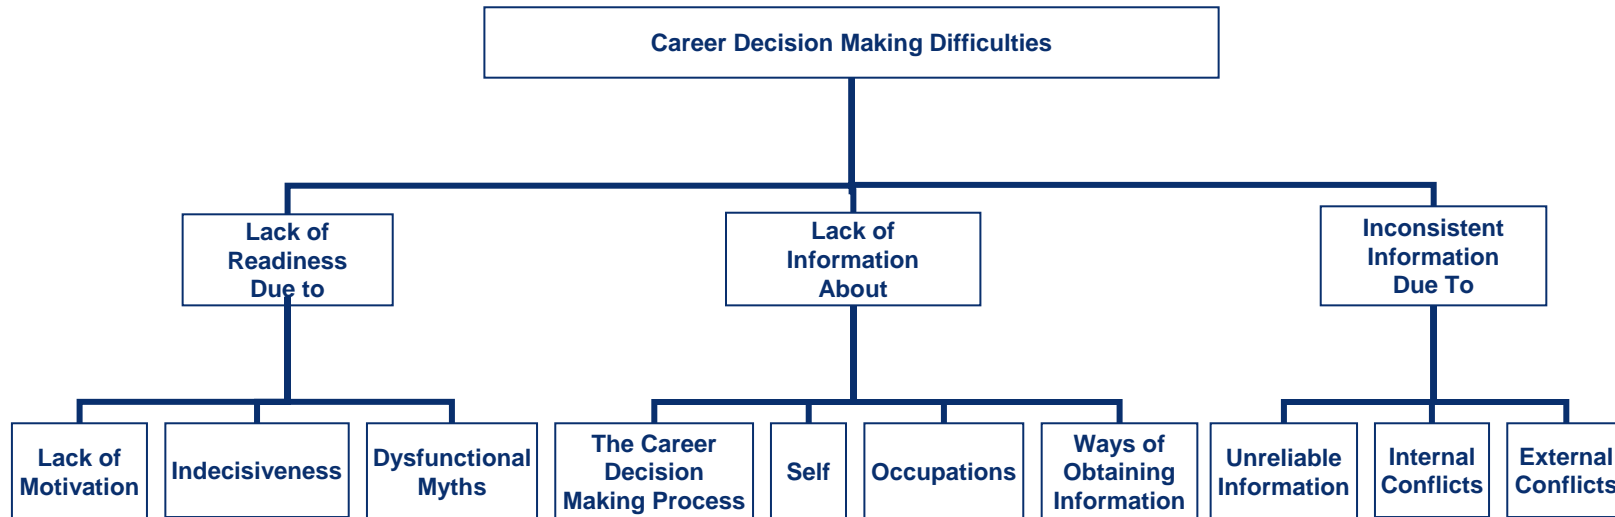 Career Decision Making Difficulties
Lack of
Readiness
Due to
Lack of
Information
About
Inconsistent
Information
Due To
Lack of
Motivation
Indecisiveness
Dysfunctional
Myths
The Career
Decision
Making Process
Self
Occupations
Ways of
Obtaining
Information
Unreliable
Information
Internal
Conflicts
External
Conflicts